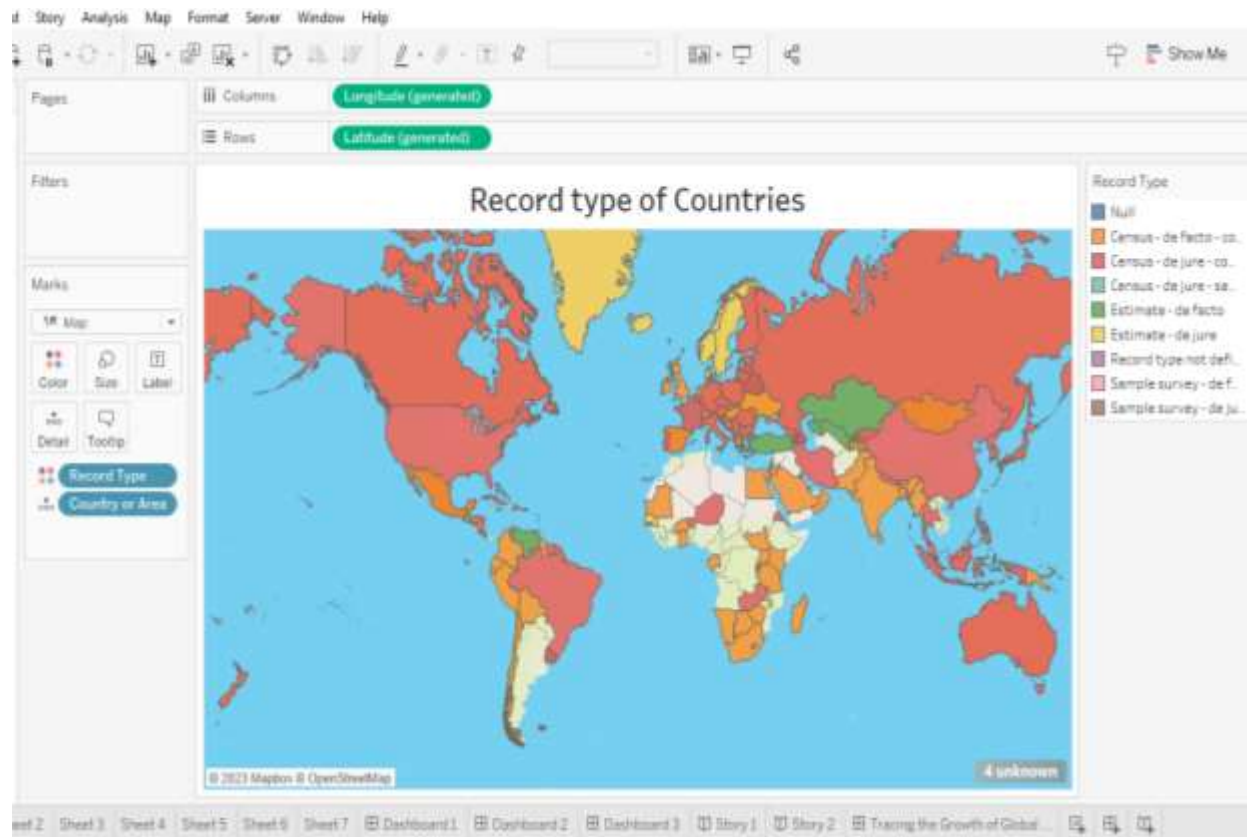 Story Analysis Map Format Server Window Help
Show Me
Pages
Columns Longitude (generated)
Rows Latitude (generated)
Filters
Record type of Countries
Record Type
Null
Census - de facto - co..
Census - de jure - co...
Census - de jure - sa...
Estimate - de facto
Estimate - de jure
Record type not defi..
Sample survey - de f..
Sample survey - de ju..
Marks
Map
Color Size Label
Detail Tooltip
Record Type
Country or Area
© 2023 Mapbox © OpenStreetMap
4 unknown
Sheet 3 Sheet 4 Sheet 5 Sheet 6 Sheet 7 Dashboard 1 Dashboard 2 Dashboard 3 Story 1 Story 2 Tracing the Growth of Global...